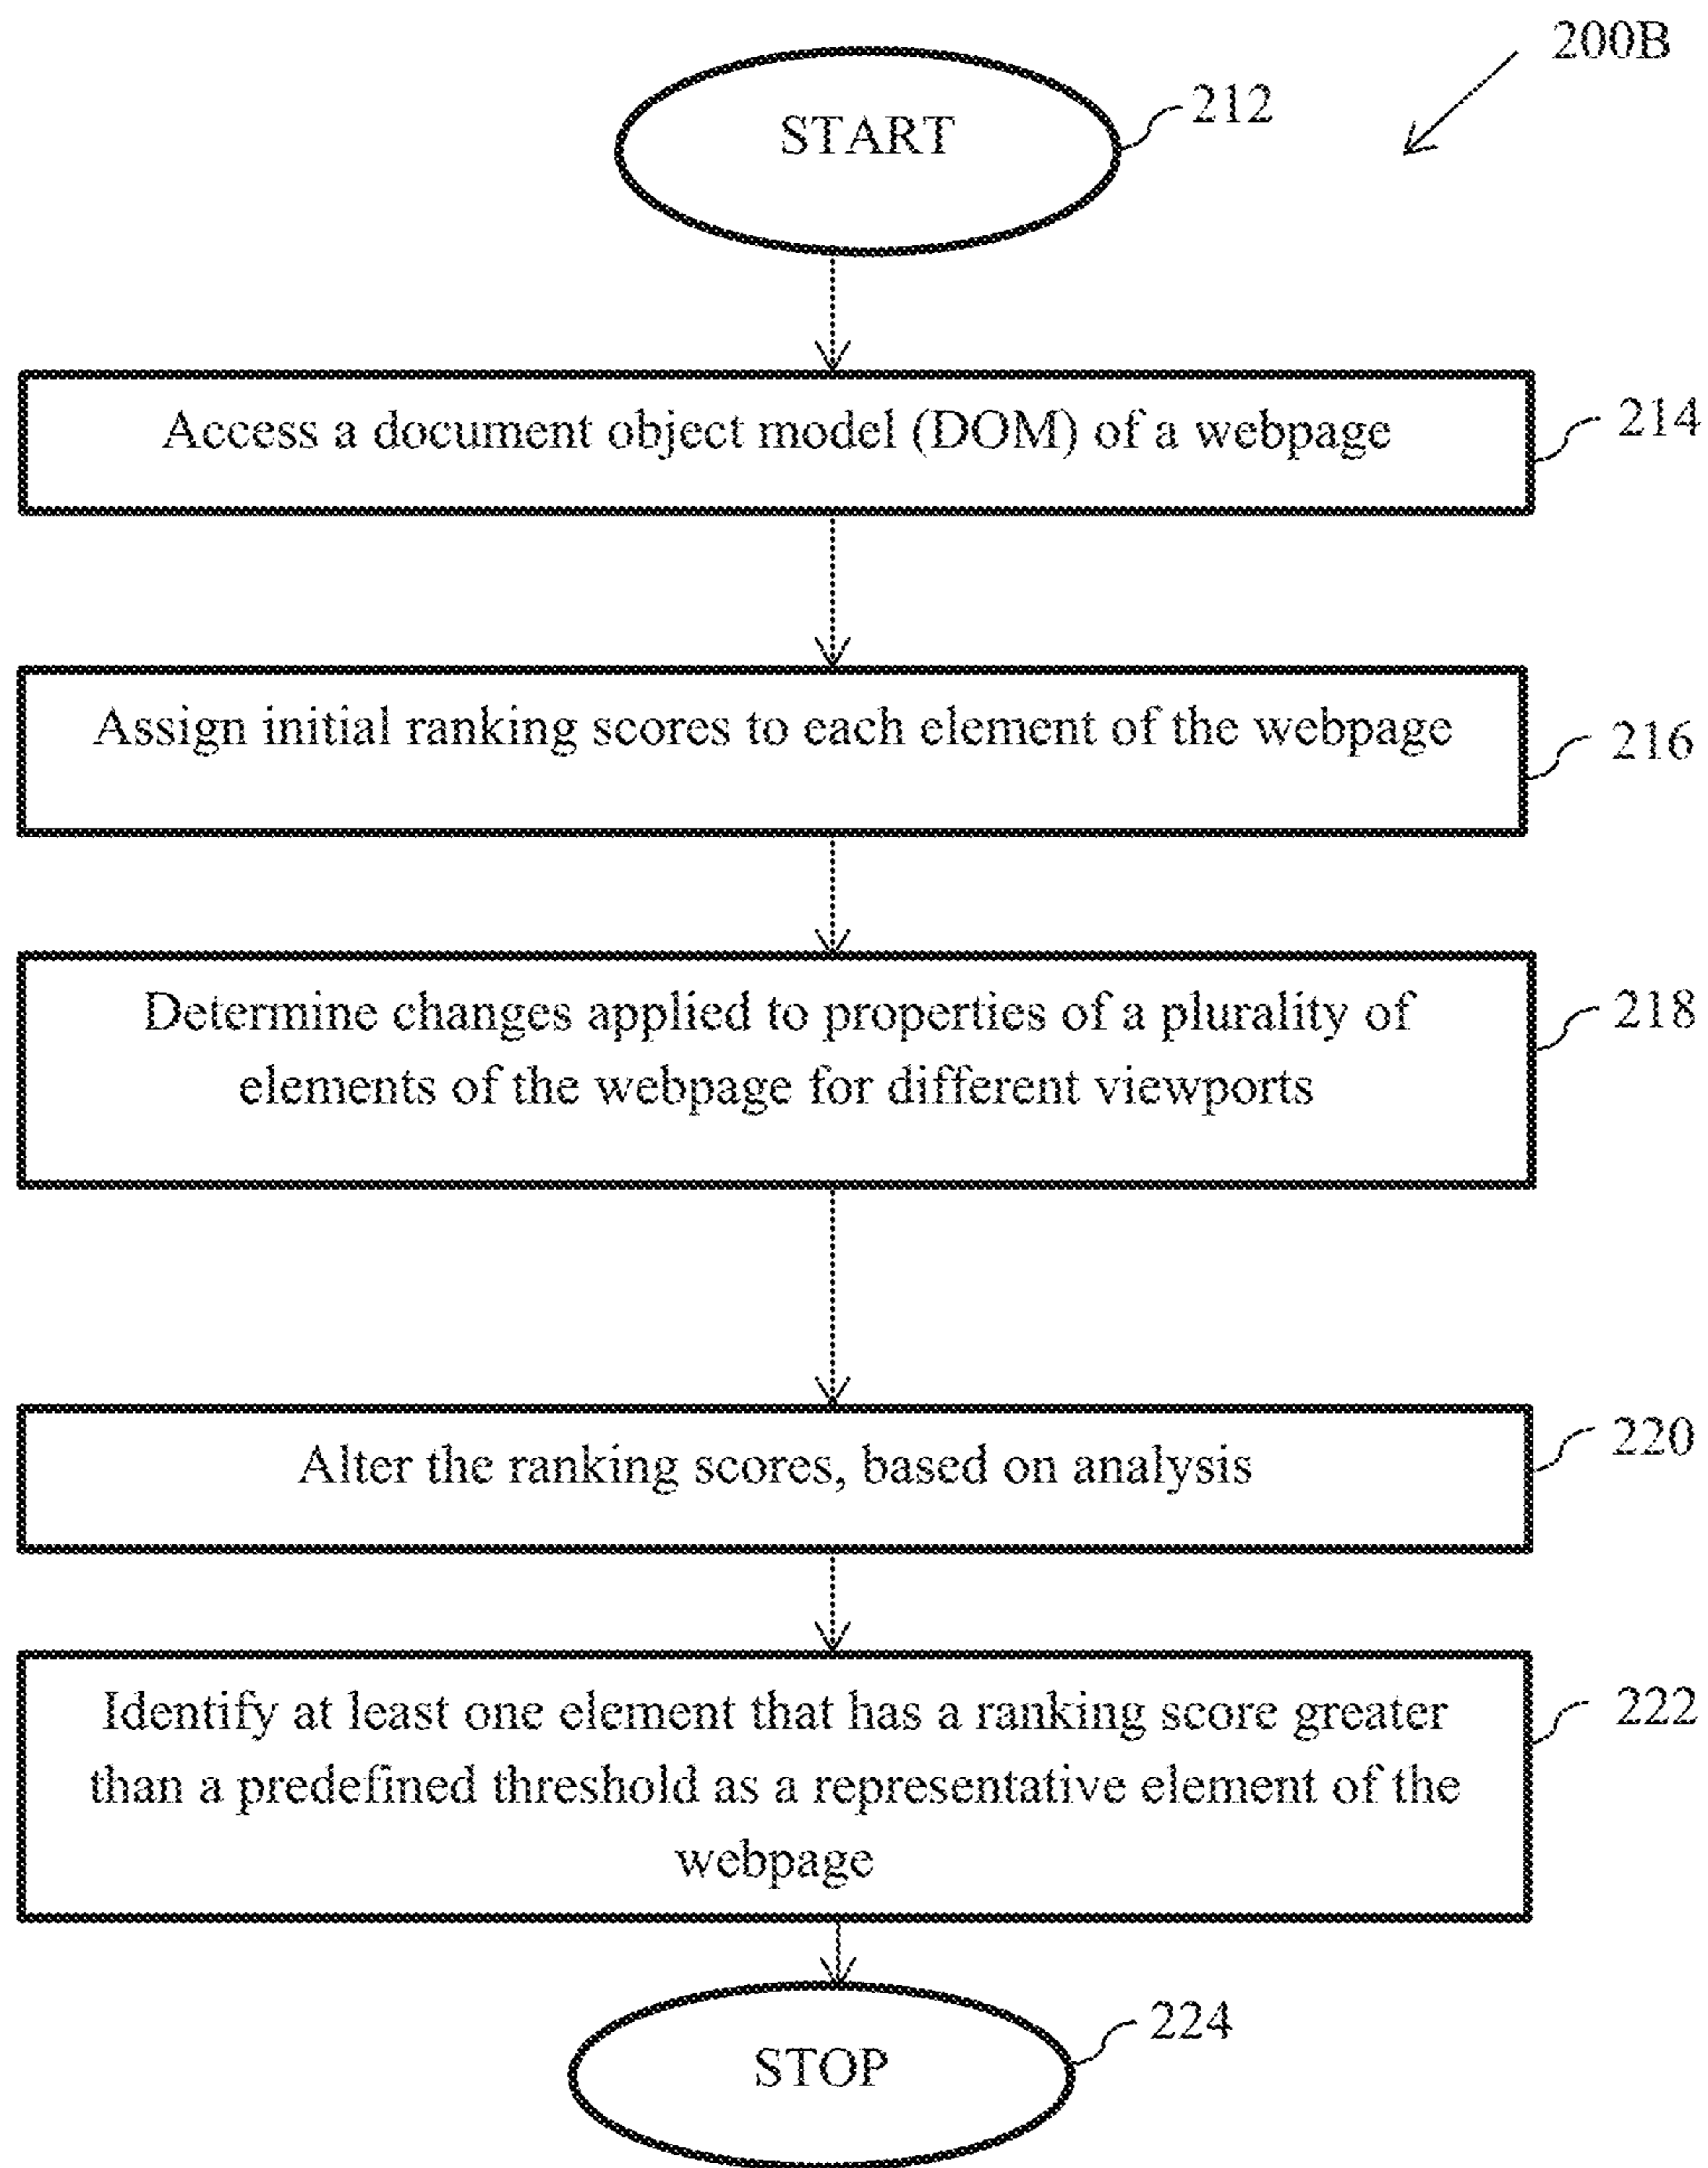 200B
START
212
Access a document object model (DOM) of a webpage
214
Assign initial ranking scores to each element of the webpage
216
Determine changes applied to properties of a plurality of
elements of the webpage for different viewports
218
Alter the ranking scores, based on analysis
220
Identify at least one element that has a ranking score greater
than a predefined threshold as a representative element of the
webpage
222
STOP
224